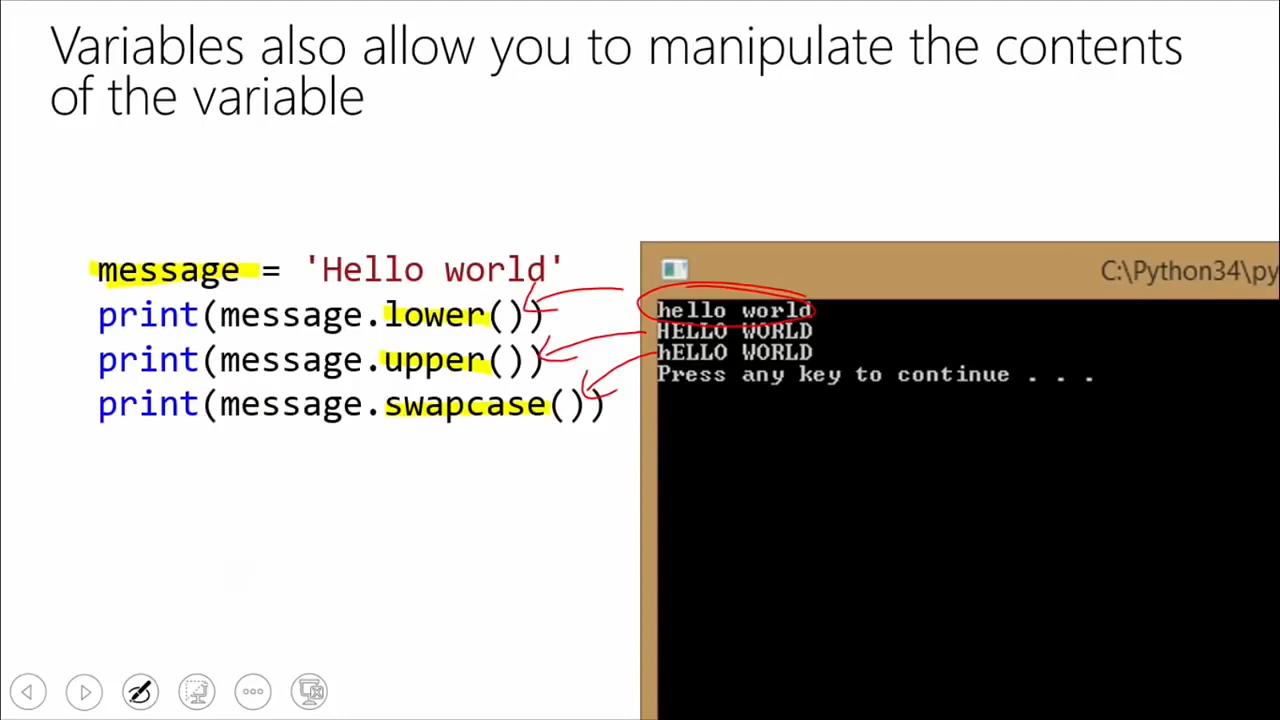 Variables also allow you to manipulate the contents
of the variable
message = 'Hello world'
print(message.lower())
print(message.upper())
print(message.swapcase())
C:\Python34\py
hello world
HELLO WORLD
hELLO WORLD
Press any key to continue . . .